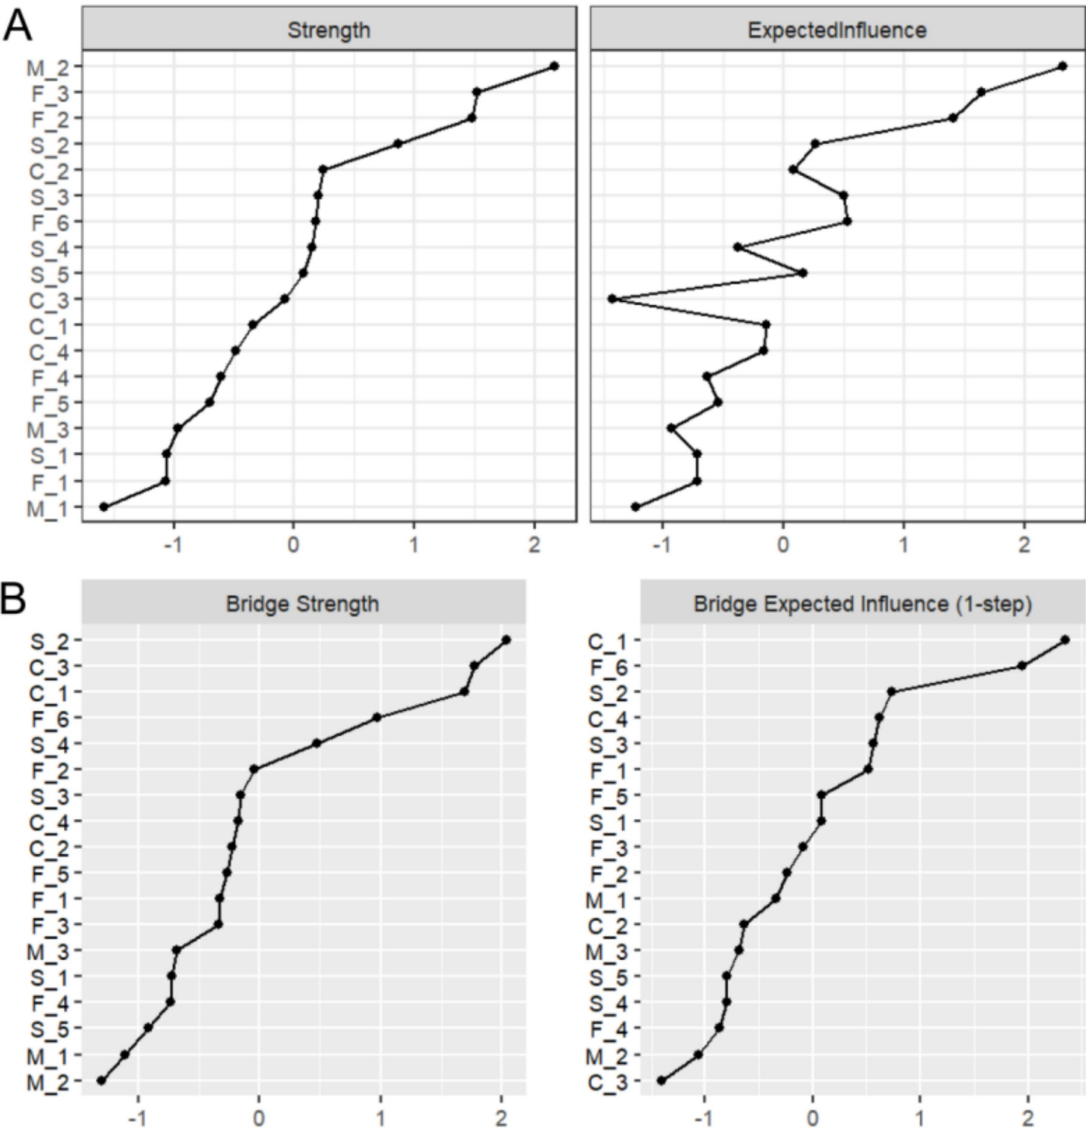 A
Strength
ExpectedInfluence
M_2
F_3
F_2
S_2
C_2
S_3
F_6
S_4
S_5
C_3
C_1
C_4
F_4
F_5
M_3
S_1
F_1
M_1
-1 0 1 2
-1 0 1 2
B
Bridge Strength
Bridge Expected Influence (1-step)
S_2
C_3
C_1
F_6
S_4
F_2
S_3
C_4
C_2
F_5
F_1
F_3
M_3
S_1
F_4
S_5
M_1
M_2
-1 0 1 2
C_1
F_6
S_2
C_4
S_3
F_1
F_5
S_1
F_3
F_2
M_1
C_2
M_3
S_5
S_4
F_4
M_2
C_3
-1 0 1 2